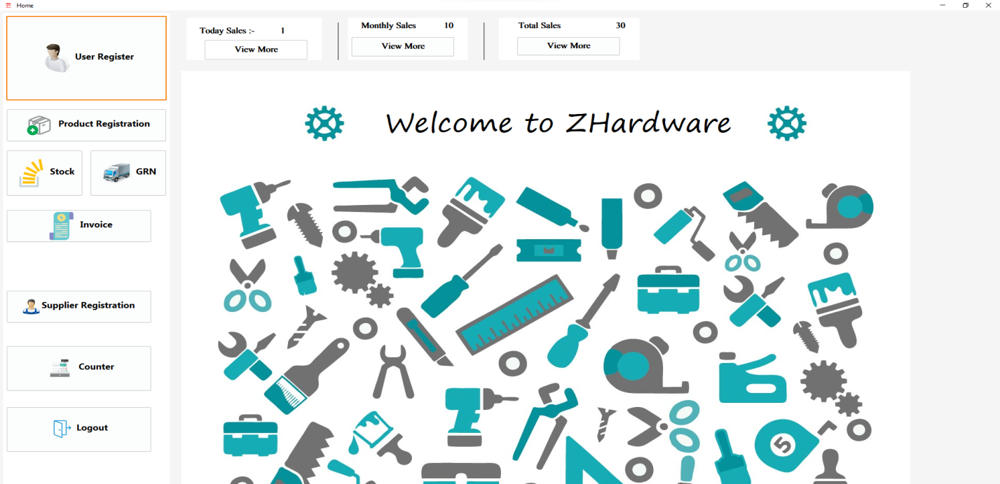 Home
User Register
Product Registration
Stock
GRN
Invoice
Supplier Registration
Counter
Logout
Today Sales :- 1
View More
Monthly Sales 10
View More
Total Sales 30
View More
Welcome to ZHardware
5